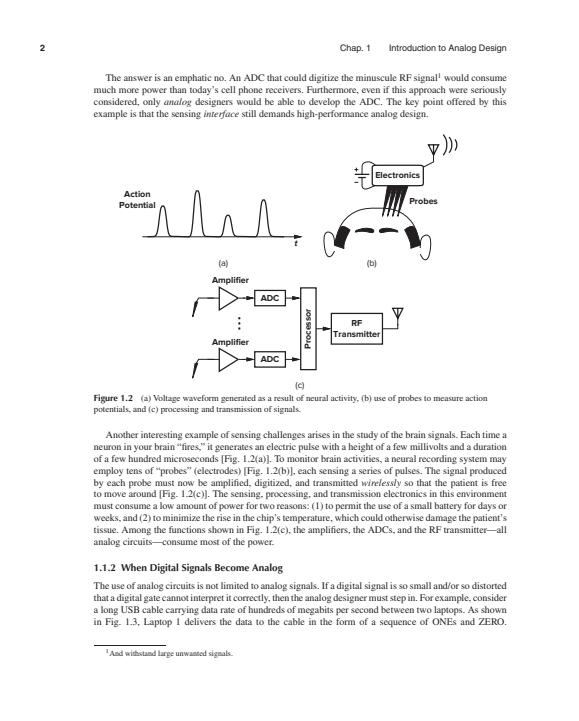 2 Chap. 1 Introduction to Analog Design
The answer is an emphatic no. An ADC that could digitize the minuscule RF signal1 would consume
much more power than today's cell phone receivers. Furthermore, even if this approach were seriously
considered, only analog designers would be able to develop the ADC. The key point offered by this
example is that the sensing interface still demands high-performance analog design.
Action
Potential
t
(a)
+
−
Electronics
Probes
(b)
Amplifier
ADC
Amplifier
ADC
Processor
RF
Transmitter
(c)
Figure 1.2 (a) Voltage waveform generated as a result of neural activity, (b) use of probes to measure action
potentials, and (c) processing and transmission of signals.
Another interesting example of sensing challenges arises in the study of the brain signals. Each time a
neuron in your brain "fires," it generates an electric pulse with a height of a few millivolts and a duration
of a few hundred microseconds [Fig. 1.2(a)]. To monitor brain activities, a neural recording system may
employ tens of "probes" (electrodes) [Fig. 1.2(b)], each sensing a series of pulses. The signal produced
by each probe must now be amplified, digitized, and transmitted wirelessly so that the patient is free
to move around [Fig. 1.2(c)]. The sensing, processing, and transmission electronics in this environment
must consume a low amount of power for two reasons: (1) to permit the use of a small battery for days or
weeks, and (2) to minimize the rise in the chip's temperature, which could otherwise damage the patient's
tissue. Among the functions shown in Fig. 1.2(c), the amplifiers, the ADCs, and the RF transmitter—all
analog circuits—consume most of the power.
1.1.2 When Digital Signals Become Analog
The use of analog circuits is not limited to analog signals. If a digital signal is so small and/or so distorted
that a digital gate cannot interpret it correctly, then the analog designer must step in. For example, consider
a long USB cable carrying data rate of hundreds of megabits per second between two laptops. As shown
in Fig. 1.3, Laptop 1 delivers the data to the cable in the form of a sequence of ONEs and ZERO.
1And withstand large unwanted signals.